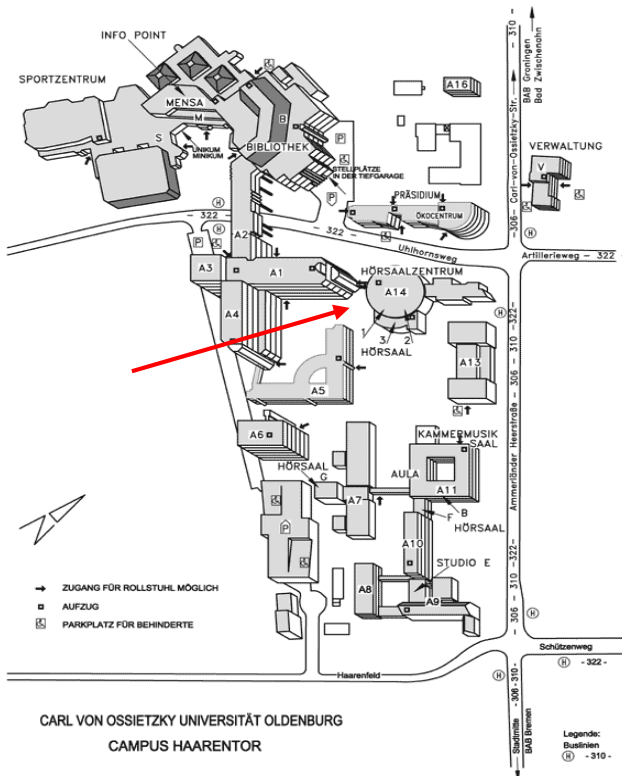 INFO POINT
SPORTZENTRUM
MENSA
M
S
UNIKUM
MINIKUM
B
BIBLIOTHEK
P
STELLPLÄTZE
IN DER TIEFGARAGE
P
H
A16
BAB Groningen
Bad Zwischenahn
- 310
-306- Carl-von-Ossietzky-Str.
VERWALTUNG
V
PRÄSIDIUM
ÖKOCENTRUM
H
- 322
H
A2
P
322 -
Uhlhornsweg
Artillerieweg - 322
A3
A1
HÖRSAALZENTRUM
A14
A4
1
3
2
HÖRSAAL
H
A13
A5
Ammerländer Heerstraße - 306 - 310 -322-
A6
KAMMERMUSIK
SAAL
HÖRSAAL
G
AULA
A7
A11
B
F
HÖRSAAL
P
A10
STUDIO E
A8
A9
- 306 - 310 -322-
H
ZUGANG FÜR ROLLSTUHL MÖGLICH
AUFZUG
PARKPLATZ FÜR BEHINDERTE
Schützenweg
H - 322 -
Haarenfeld
H
Stadtmitte - 306 -310-
BAB Bremen
CARL VON OSSIETZKY UNIVERSITÄT OLDENBURG
CAMPUS HAARENTOR
Legende:
Buslinien
H - 310 -